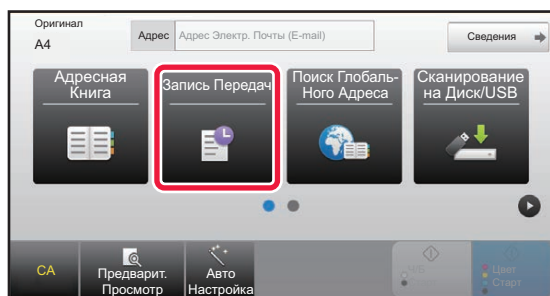 Оригинал
A4
Адрес
Адрес Электр. Почты (E-mail)
Сведения
Адресная
Книга
Запись Передач
Поиск Глобаль-
Ного Адреса
Сканирование
на Диск/USB
CA
Предварит.
Просмотр
Авто
Настройка
Ч/Б
Старт
Цвет
Старт